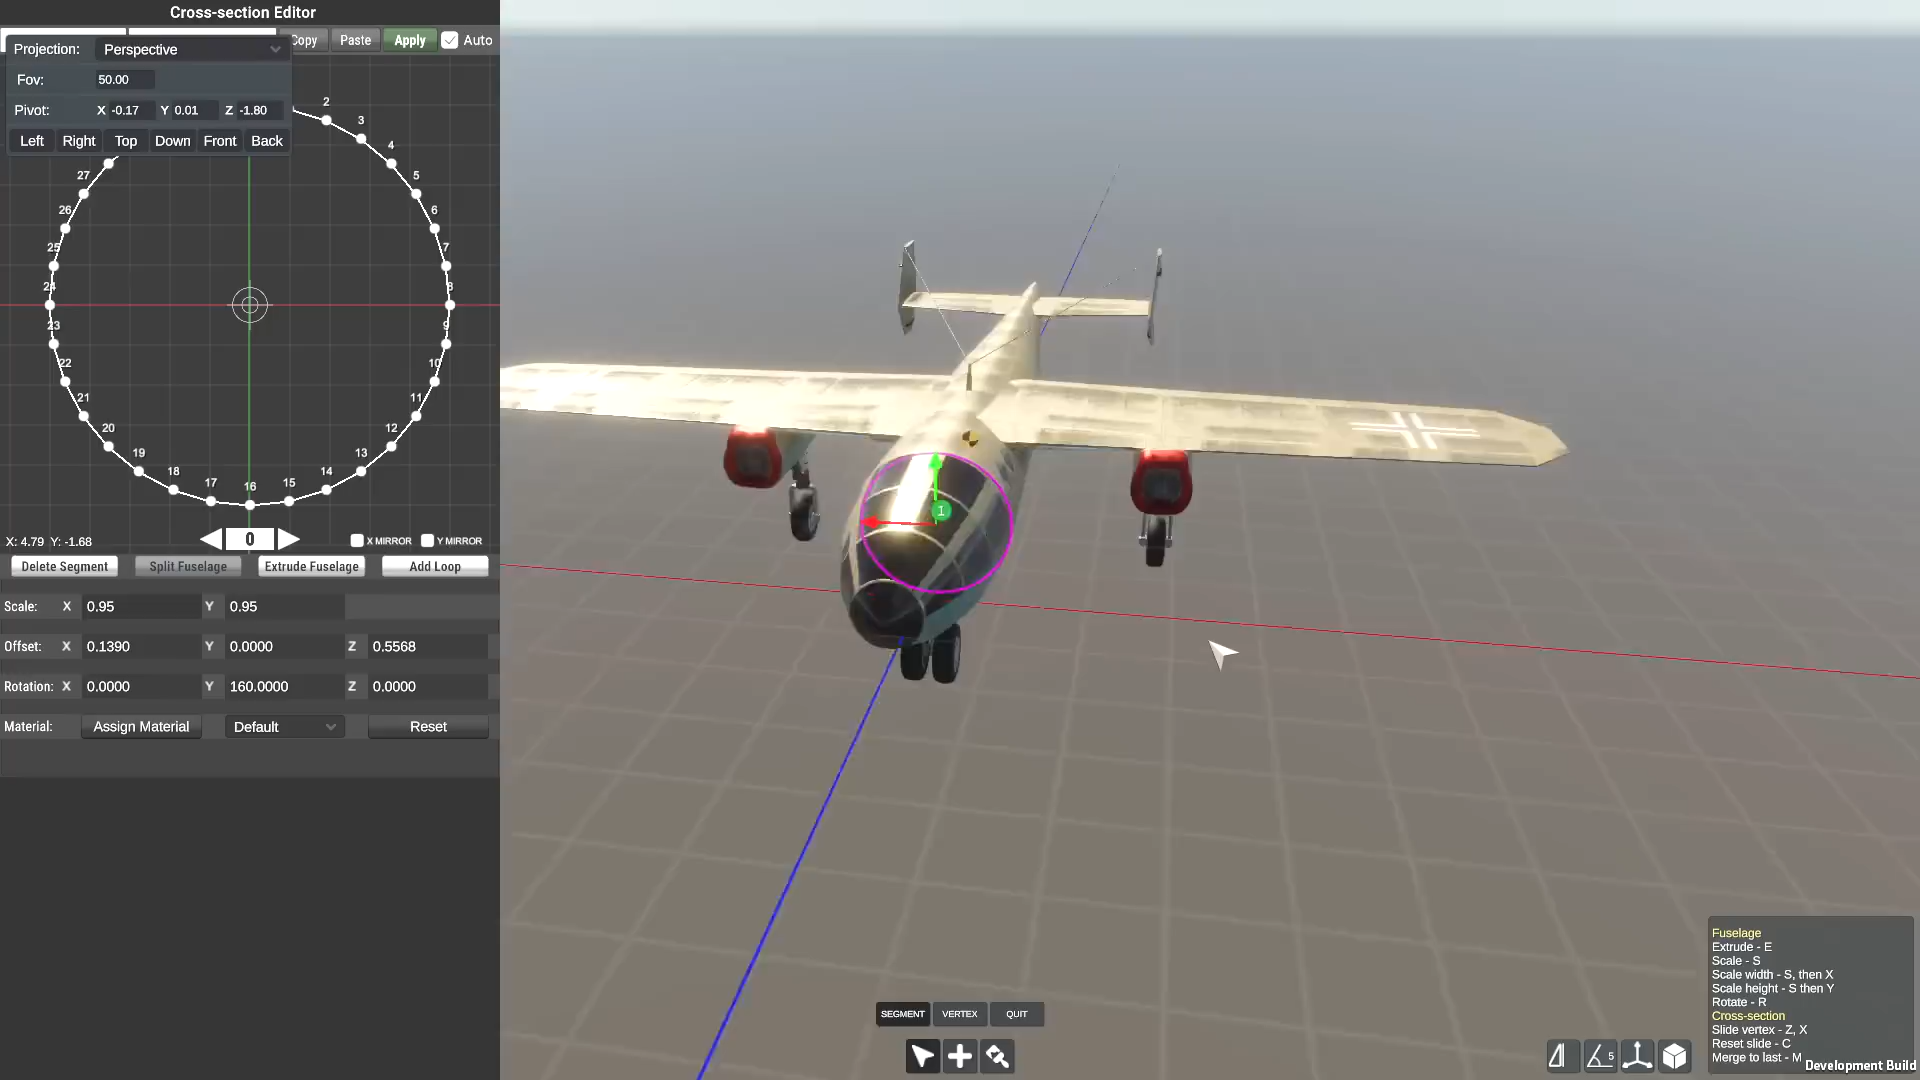 Cross-section Editor
Copy Paste Apply Auto
Projection: Perspective
Fov: 50.00
Pivot: X -0.17 Y 0.01 Z -1.80
Left Right Top Down Front Back
2
3
4
5
6
7
8
9
10
11
12
13
14
15
16
17
18
19
20
21
22
23
24
25
26
27
X: 4.79 Y: -1.68
0
X MIRROR Y MIRROR
Delete Segment Split Fuselage Extrude Fuselage Add Loop
Scale: X 0.95 Y 0.95
Offset: X 0.1390 Y 0.0000 Z 0.5568
Rotation: X 0.0000 Y 160.0000 Z 0.0000
Material: Assign Material Default Reset
1
SEGMENT VERTEX QUIT
5
Fuselage
Extrude - E
Scale - S
Scale width - S, then X
Scale height - S then Y
Rotate - R
Cross-section
Slide vertex - Z, X
Reset slide - C
Merge to last - M
Development Build